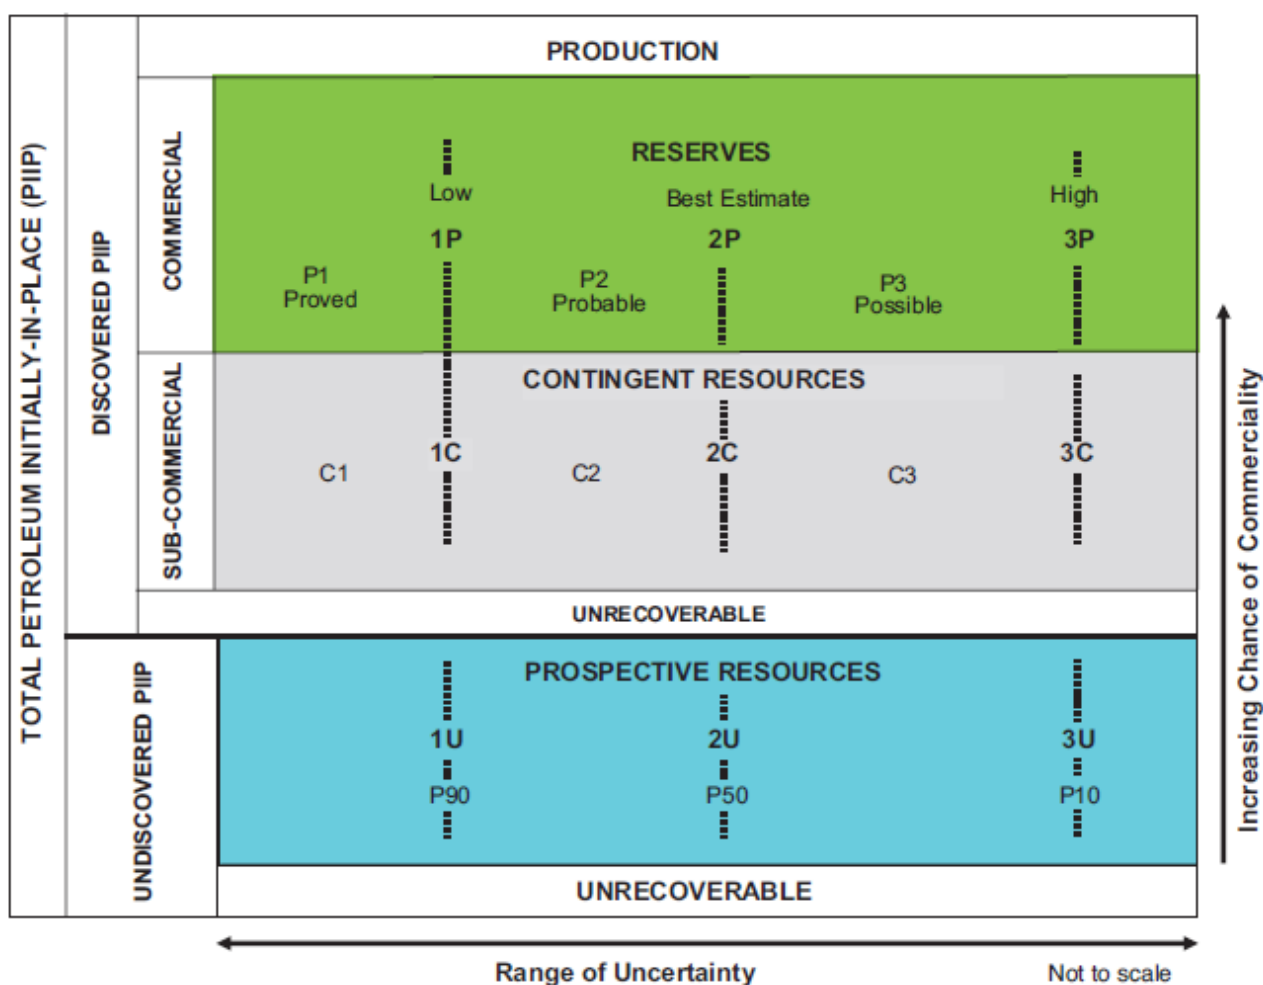 TOTAL PETROLEUM INITIALLY-IN-PLACE (PIIP)
DISCOVERED PIIP
UNDISCOVERED PIIP
COMMERCIAL
SUB-COMMERCIAL
PRODUCTION
RESERVES
Low
Best Estimate
High
1P
2P
3P
P1
Proved
P2
Probable
P3
Possible
CONTINGENT RESOURCES
1C
2C
3C
C1
C2
C3
UNRECOVERABLE
PROSPECTIVE RESOURCES
1U
2U
3U
P90
P50
P10
UNRECOVERABLE
Increasing Chance of Commerciality
Range of Uncertainty
Not to scale